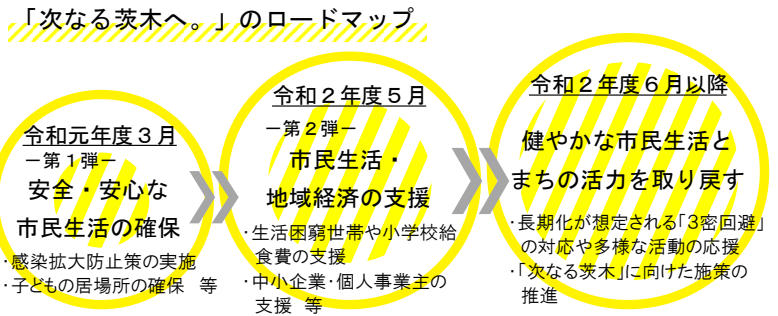 「次なる茨木へ。」のロードマップ
令和元年度３月
－第１弾－
安全・安心な
市民生活の確保
・感染拡大防止策の実施
・子どもの居場所の確保　等
令和２年度５月
－第２弾－
市民生活・
地域経済の支援
・生活困窮世帯や小学校給
食費の支援
・中小企業・個人事業主の
支援　等
令和２年度６月以降
健やかな市民生活と
まちの活力を取り戻す
・長期化が想定される「3密回避」
の対応や多様な活動の応援
・「次なる茨木」に向けた施策の
推進